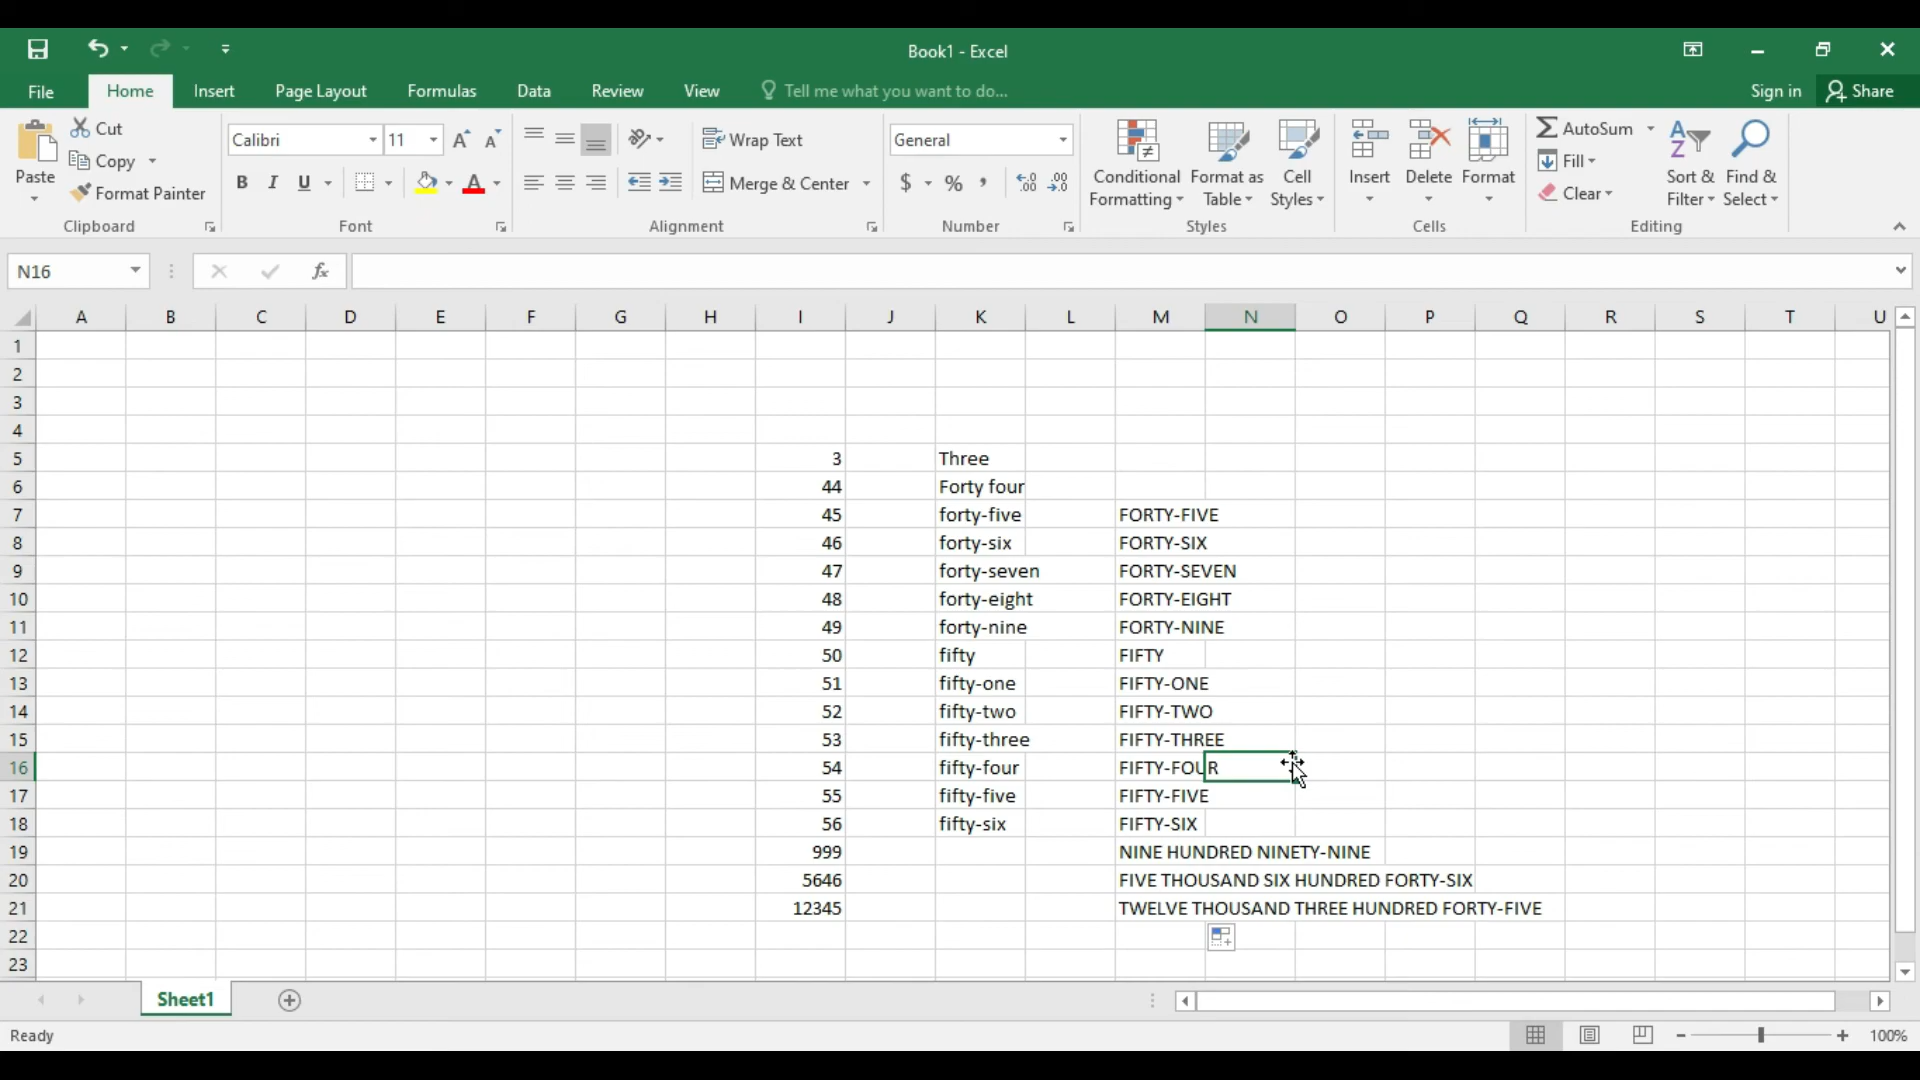 Book1 - Excel
File Home Insert Page Layout Formulas Data Review View Tell me what you want to do... Sign in Share
Paste Cut Copy Format Painter Clipboard
Calibri 11 B I U A Font
Wrap Text Merge & Center Alignment
General $ % , Number
Conditional Formatting Format as Table Cell Styles Styles
Insert Delete Format Cells
AutoSum Fill Clear Sort & Filter Find & Select Editing
N16 fx
A B C D E F G H I J K L M N O P Q R S T U
1
2
3
4
5 3 Three
6 44 Forty four
7 45 forty-five FORTY-FIVE
8 46 forty-six FORTY-SIX
9 47 forty-seven FORTY-SEVEN
10 48 forty-eight FORTY-EIGHT
11 49 forty-nine FORTY-NINE
12 50 fifty FIFTY
13 51 fifty-one FIFTY-ONE
14 52 fifty-two FIFTY-TWO
15 53 fifty-three FIFTY-THREE
16 54 fifty-four FIFTY-FOUR
17 55 fifty-five FIFTY-FIVE
18 56 fifty-six FIFTY-SIX
19 999 NINE HUNDRED NINETY-NINE
20 5646 FIVE THOUSAND SIX HUNDRED FORTY-SIX
21 12345 TWELVE THOUSAND THREE HUNDRED FORTY-FIVE
22
23
Sheet1
Ready 100%